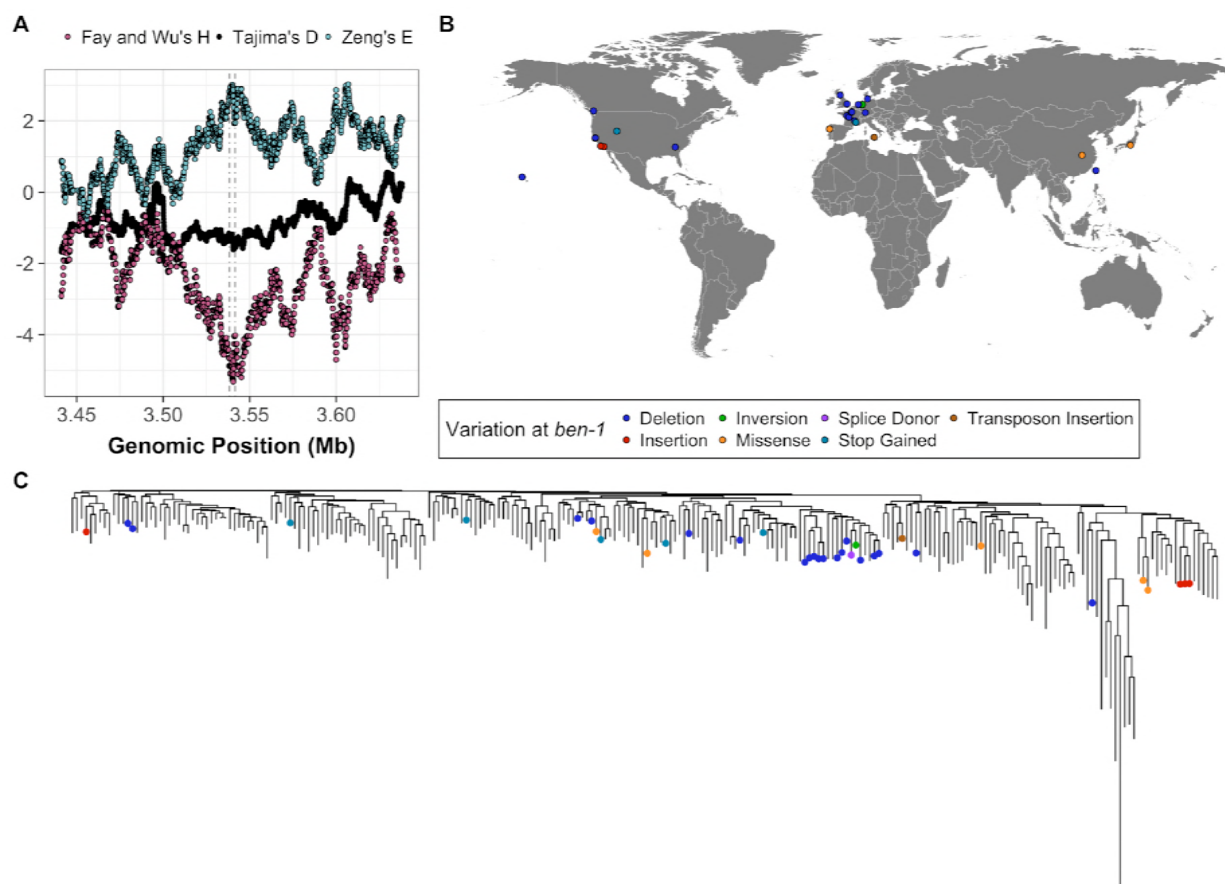 A
Fay and Wu's H Tajima's D Zeng's E
2
0
-2
-4
3.45 3.50 3.55 3.60
Genomic Position (Mb)
B
Variation at ben-1
Deletion Inversion Splice Donor Transposon Insertion
Insertion Missense Stop Gained
C